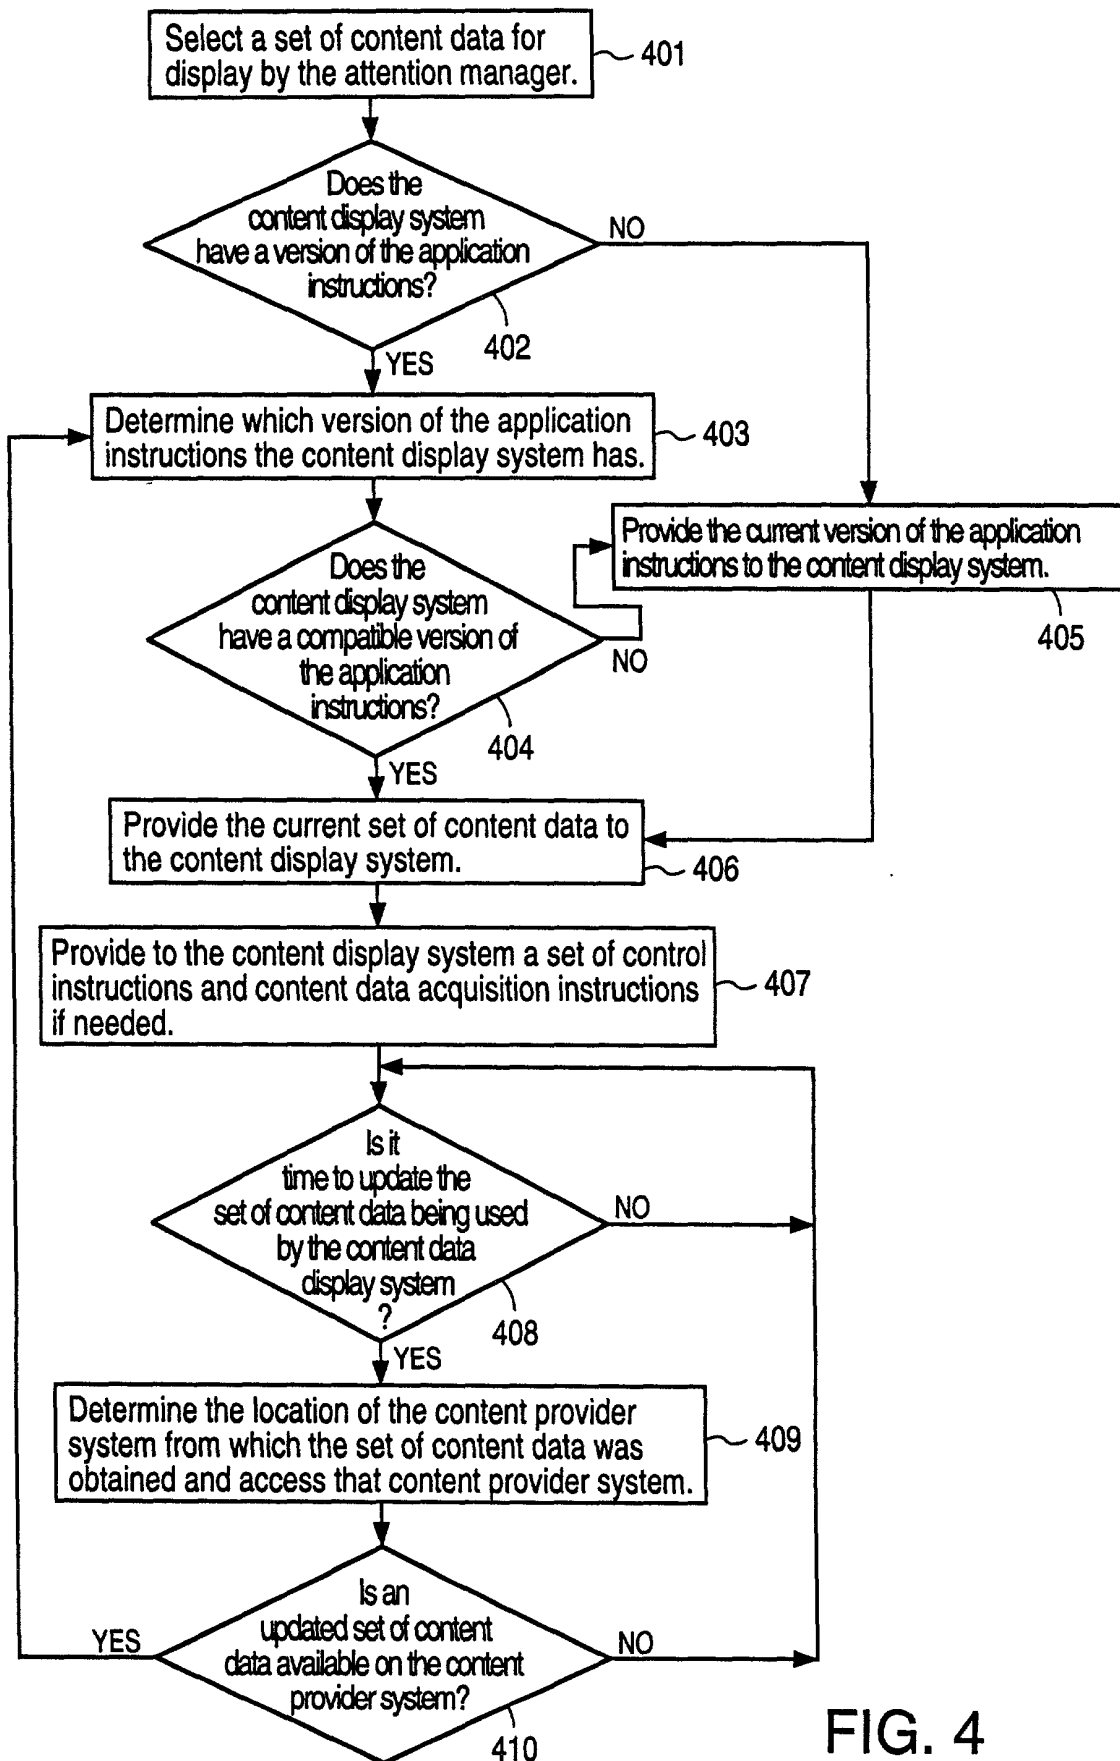 Select a set of content data for
display by the attention manager.
401
Does the
content display system
have a version of the application
instructions?
NO
402
YES
Determine which version of the application
instructions the content display system has.
403
Provide the current version of the application
instructions to the content display system.
405
Does the
content display system
have a compatible version of
the application
instructions?
NO
404
YES
Provide the current set of content data to
the content display system.
406
Provide to the content display system a set of control
instructions and content data acquisition instructions
if needed.
407
Is it
time to update the
set of content data being used
by the content data
display system
?
NO
408
YES
Determine the location of the content provider
system from which the set of content data was
obtained and access that content provider system.
409
Is an
updated set of content
data available on the content
provider system?
YES
NO
410
FIG. 4